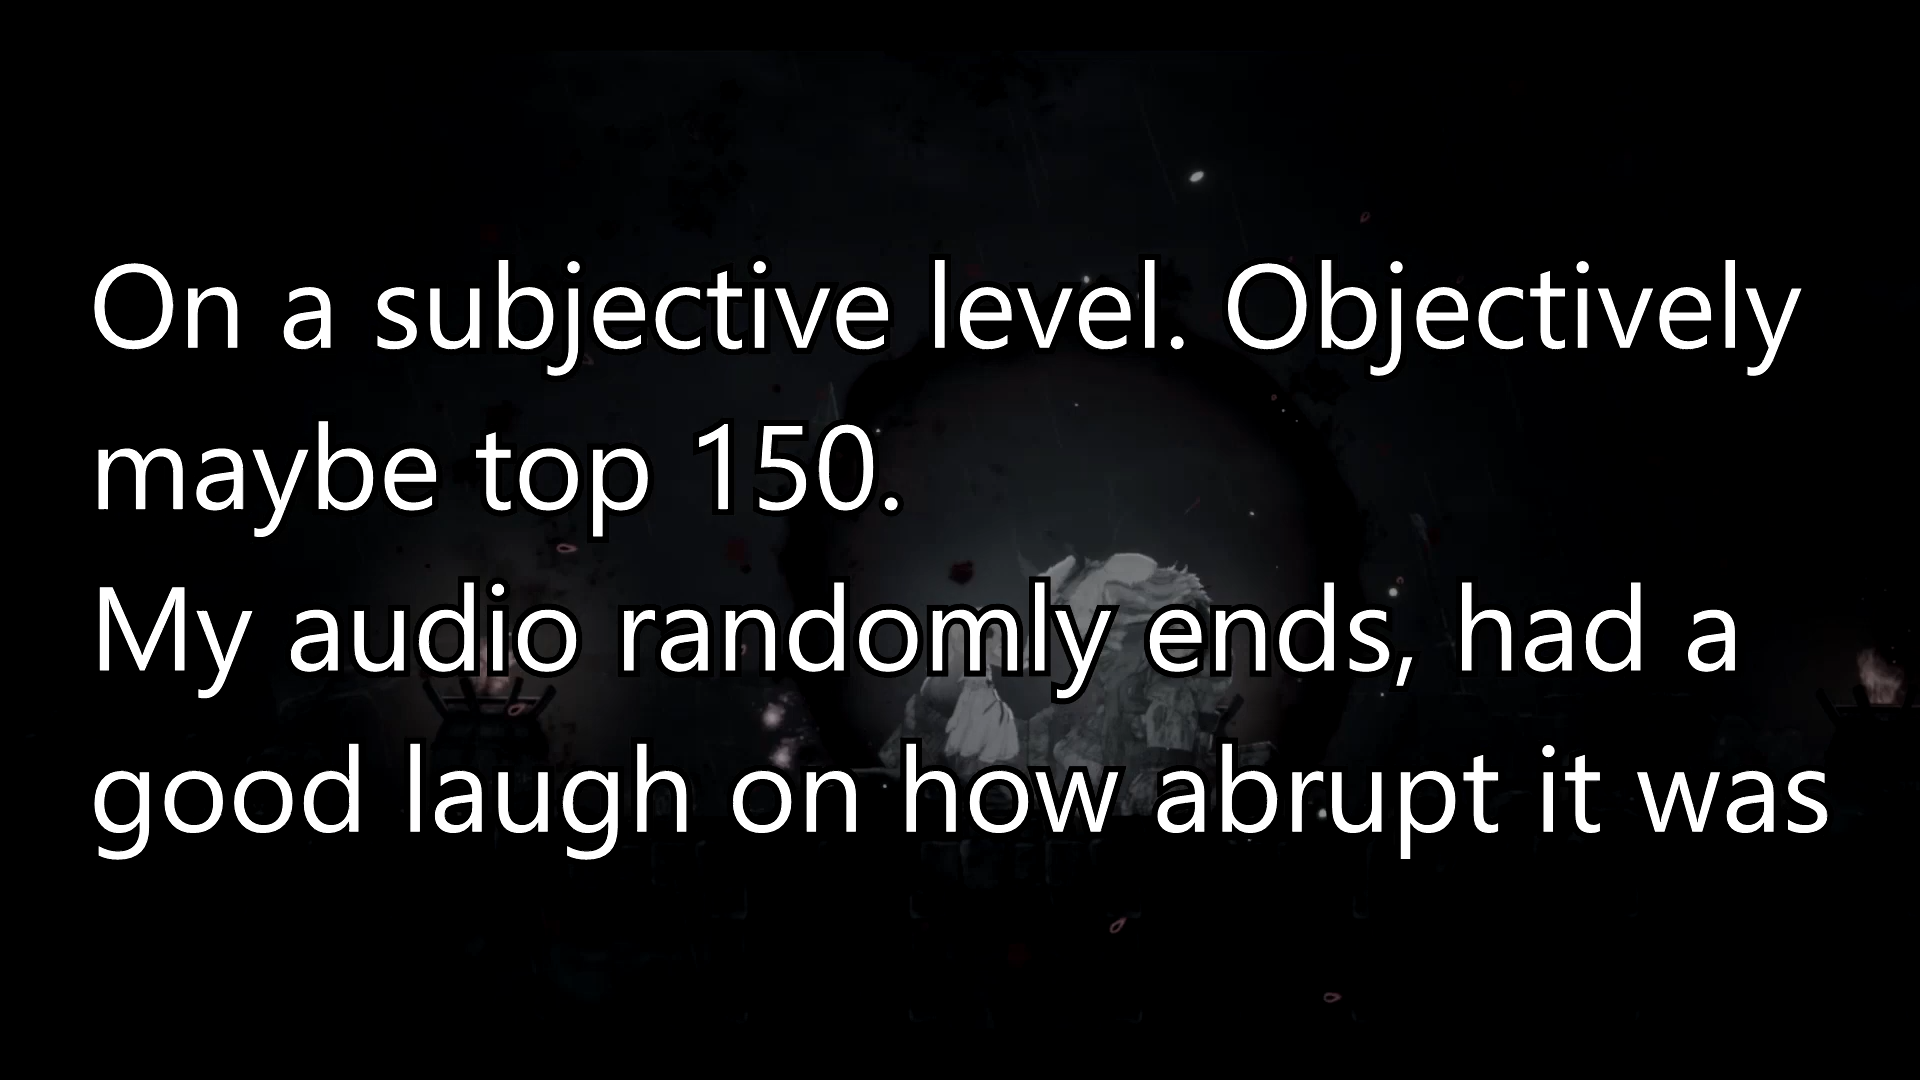 On a subjective level. Objectively
maybe top 150.
My audio randomly ends, had a
good laugh on how abrupt it was